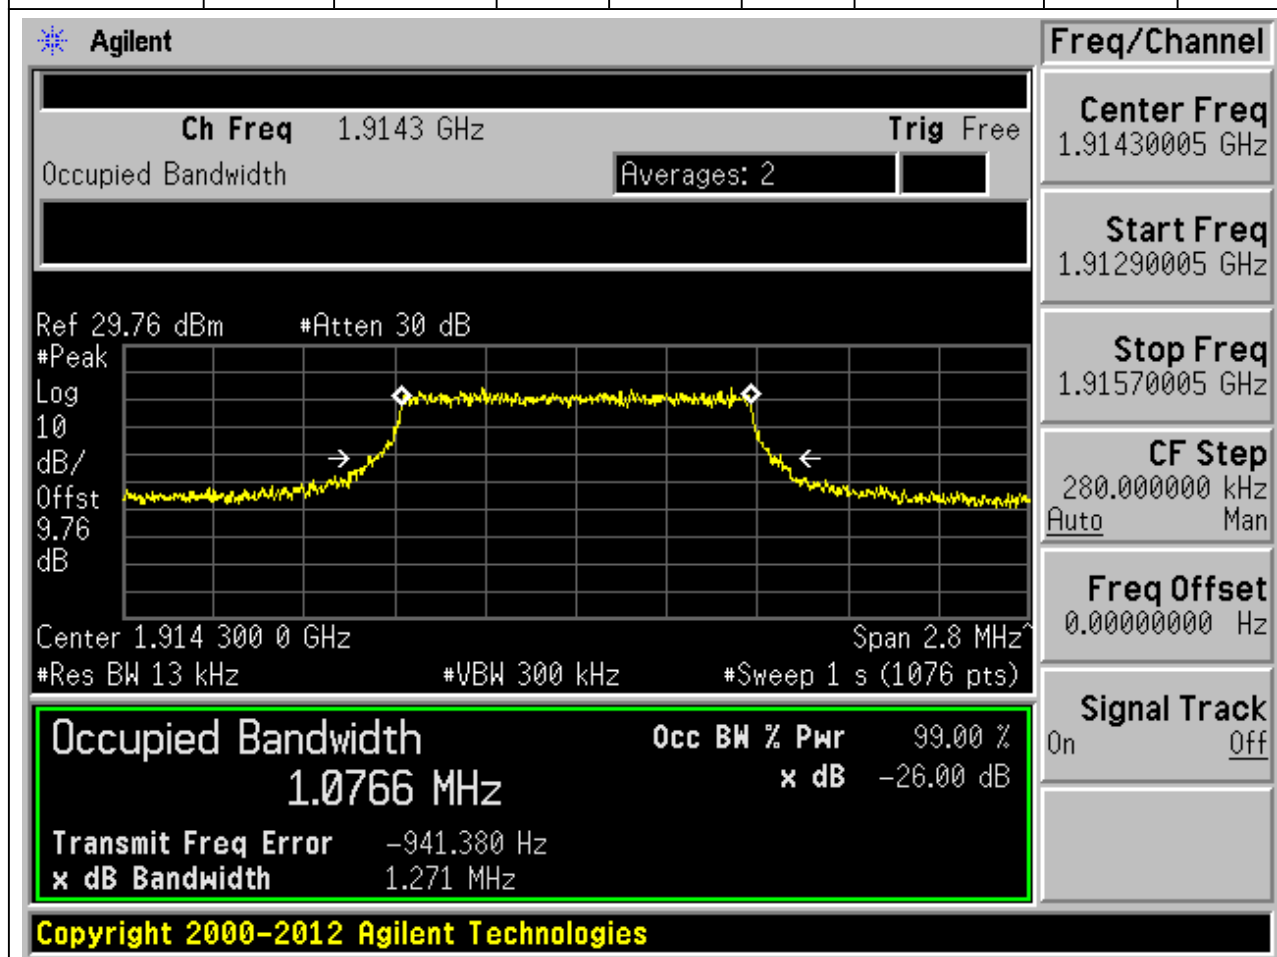 Agilent
Freq/Channel
Ch Freq 1.9143 GHz Trig Free
Occupied Bandwidth Averages: 2
Center Freq
1.91430005 GHz
Start Freq
1.91290005 GHz
Stop Freq
1.91570005 GHz
CF Step
280.000000 kHz
Auto Man
Freq Offset
0.00000000 Hz
Signal Track
On Off
Ref 29.76 dBm #Atten 30 dB
#Peak
Log
10
dB/
Offst
9.76
dB
Center 1.914 300 0 GHz Span 2.8 MHz^
#Res BW 13 kHz #VBW 300 kHz #Sweep 1 s (1076 pts)
Occupied Bandwidth
1.0766 MHz
Occ BW % Pwr 99.00 %
x dB -26.00 dB
Transmit Freq Error -941.380 Hz
x dB Bandwidth 1.271 MHz
Copyright 2000-2012 Agilent Technologies